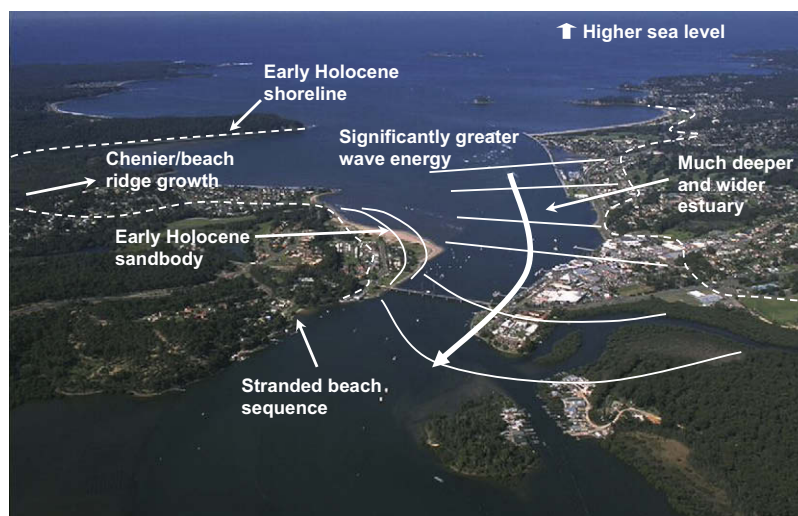 Higher sea level
Early Holocene
shoreline
Significantly greater
wave energy
Chenier/beach
ridge growth
Much deeper
and wider
estuary
Early Holocene
sandbody
Stranded beach
sequence